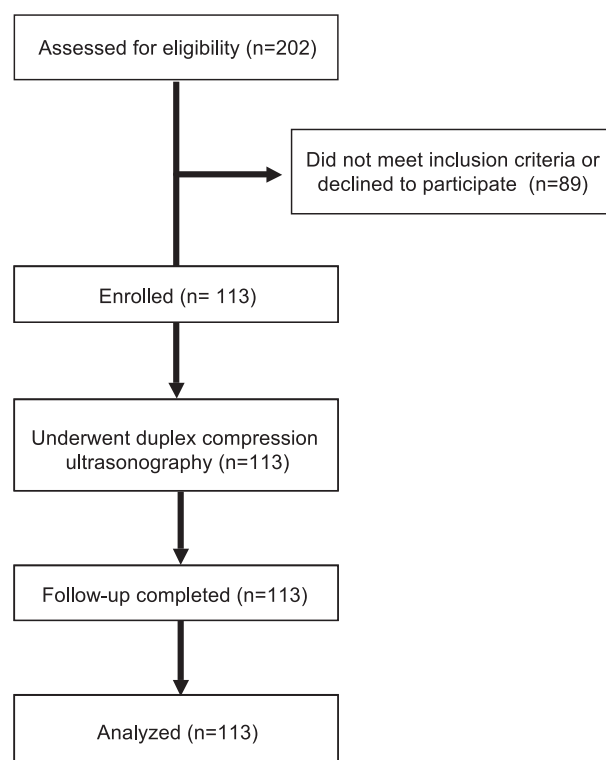 Assessed for eligibility (n=202)
Did not meet inclusion criteria or
declined to participate (n=89)
Enrolled (n= 113)
Underwent duplex compression
ultrasonography (n=113)
Follow-up completed (n=113)
Analyzed (n=113)